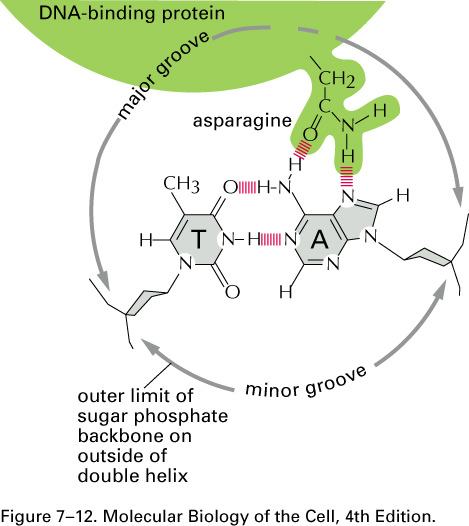 DNA-binding protein
major groove
CH2
asparagine
C
H
O
N
H
H
H
CH3
O
H
N
N
H
H
T
N
H
N
A
N
N
N
O
H
minor groove
outer limit of
sugar phosphate
backbone on
outside of
double helix
Figure 7–12. Molecular Biology of the Cell, 4th Edition.